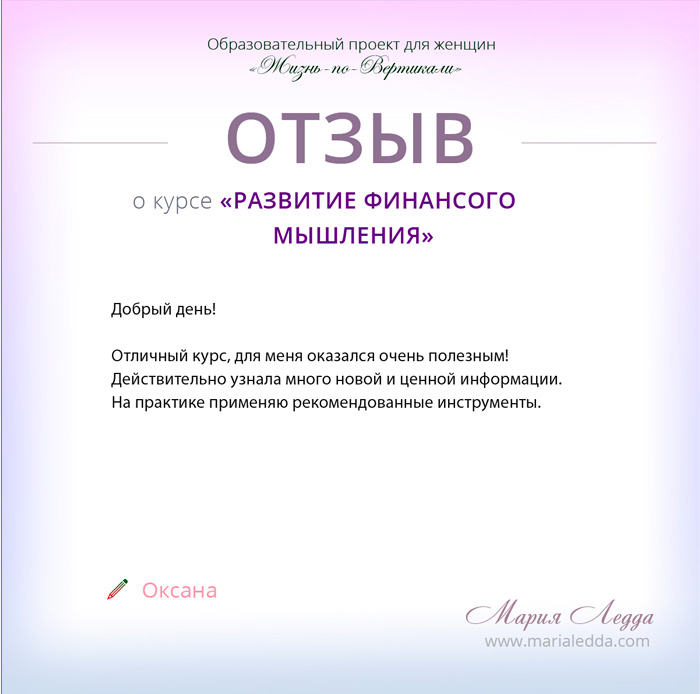 Образовательный проект для женщин
«Жизнь-по-Вертикали»
ОТЗЫВ
о курсе «РАЗВИТИЕ ФИНАНСОГО
МЫШЛЕНИЯ»
Добрый день!
Отличный курс, для меня оказался очень полезным!
Действительно узнала много новой и ценной информации.
На практике применяю рекомендованные инструменты.
Оксана
Мария Ледда
www.marialedda.com